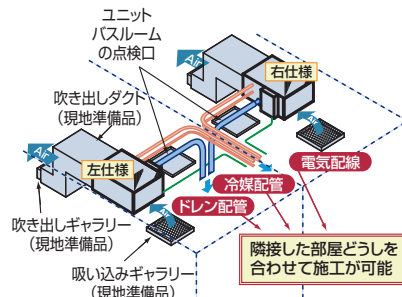 ユニット
バスルーム
の点検口
Air
右仕様
吹き出しダクト
(現地準備品)
Air
左仕様
Air
電気配線
冷媒配管
ドレン配管
Air
吹き出しギャラリー
(現地準備品)
吸い込みギャラリー
(現地準備品)
隣接した部屋どうしを
合わせて施工が可能